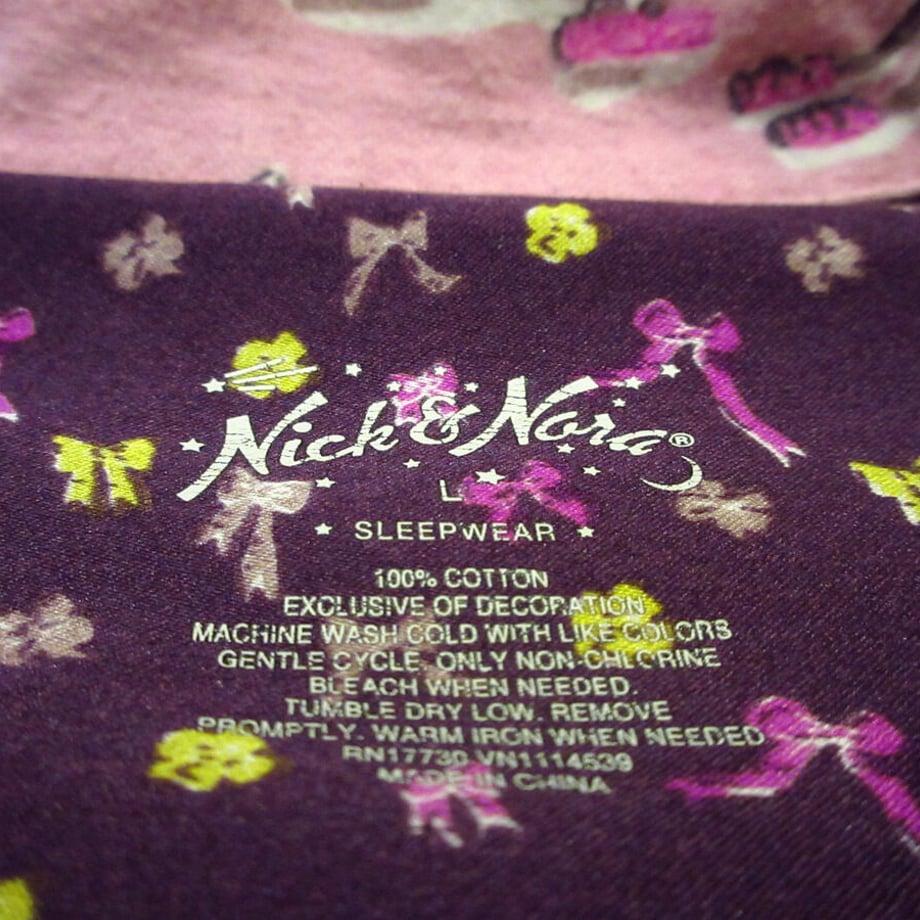 Nick & Nora®
L
SLEEPWEAR
100% COTTON
EXCLUSIVE OF DECORATION
MACHINE WASH COLD WITH LIKE COLORS
GENTLE CYCLE. ONLY NON-CHLORINE
BLEACH WHEN NEEDED.
TUMBLE DRY LOW. REMOVE
PROMPTLY. WARM IRON WHEN NEEDED
RN17730 VN1114539
MADE IN CHINA